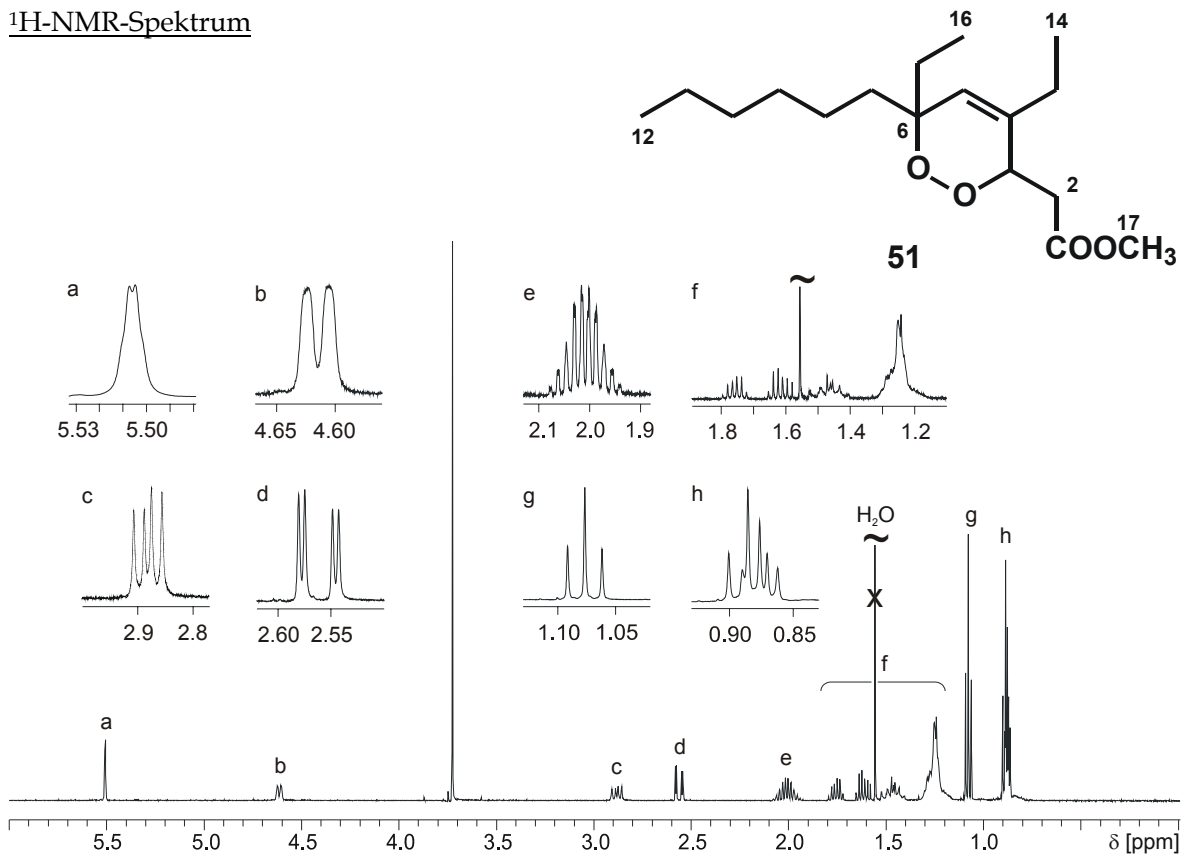 ¹H-NMR-Spektrum
16
14
12
6
O
O
2
17
COOCH₃
51
a
b
e
f
~
5.53 5.50
4.65 4.60
2.1 2.0 1.9
1.8 1.6 1.4 1.2
c
d
g
h
H₂O
~
g
h
X
2.9 2.8
2.60 2.55
1.10 1.05
0.90 0.85
f
a
b
c
d
e
5.5 5.0 4.5 4.0 3.5 3.0 2.5 2.0 1.5 1.0 δ [ppm]